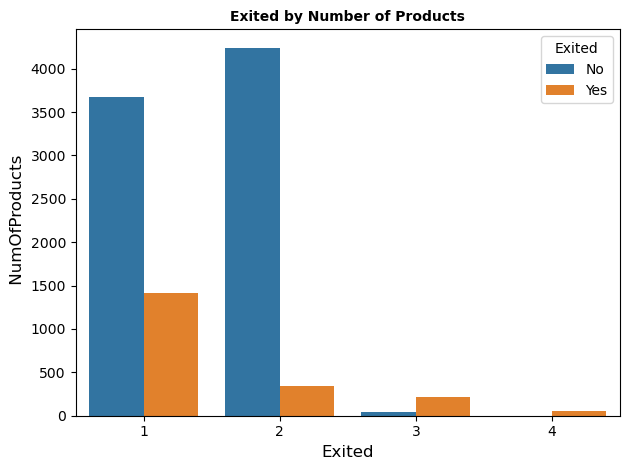 Exited by Number of Products
Exited
No
Yes
4000
3500
3000
2500
2000
1500
1000
500
0
NumOfProducts
1 2 3 4
Exited